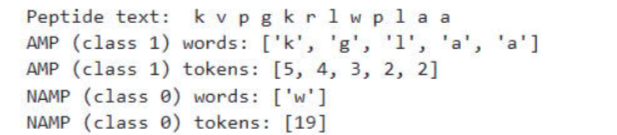 Peptide text:  k v p g k r l w p l a a
AMP (class 1) words: ['k', 'g', 'l', 'a', 'a']
AMP (class 1) tokens: [5, 4, 3, 2, 2]
NAMP (class 0) words: ['w']
NAMP (class 0) tokens: [19]